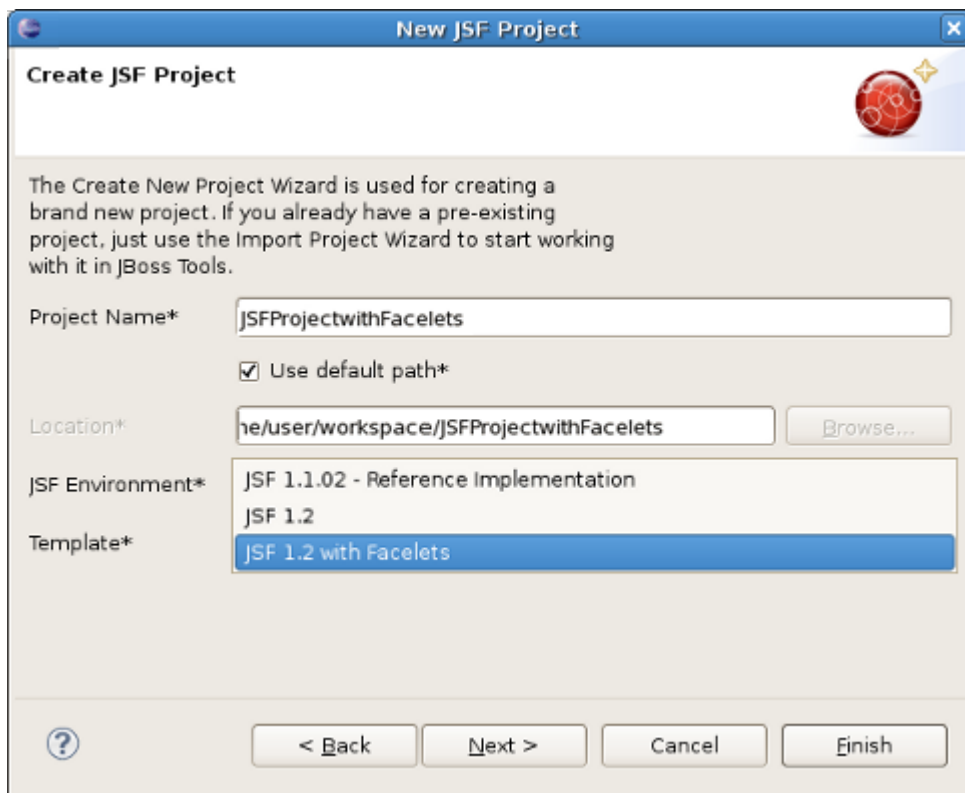 New JSF Project
Create JSF Project
The Create New Project Wizard is used for creating a
brand new project. If you already have a pre-existing
project, just use the Import Project Wizard to start working
with it in JBoss Tools.
Project Name* JSFProjectwithFacelets
Use default path*
Location* ne/user/workspace/JSFProjectwithFacelets Browse...
JSF Environment* JSF 1.1.02 - Reference Implementation
JSF 1.2
Template* JSF 1.2 with Facelets
< Back Next > Cancel Finish